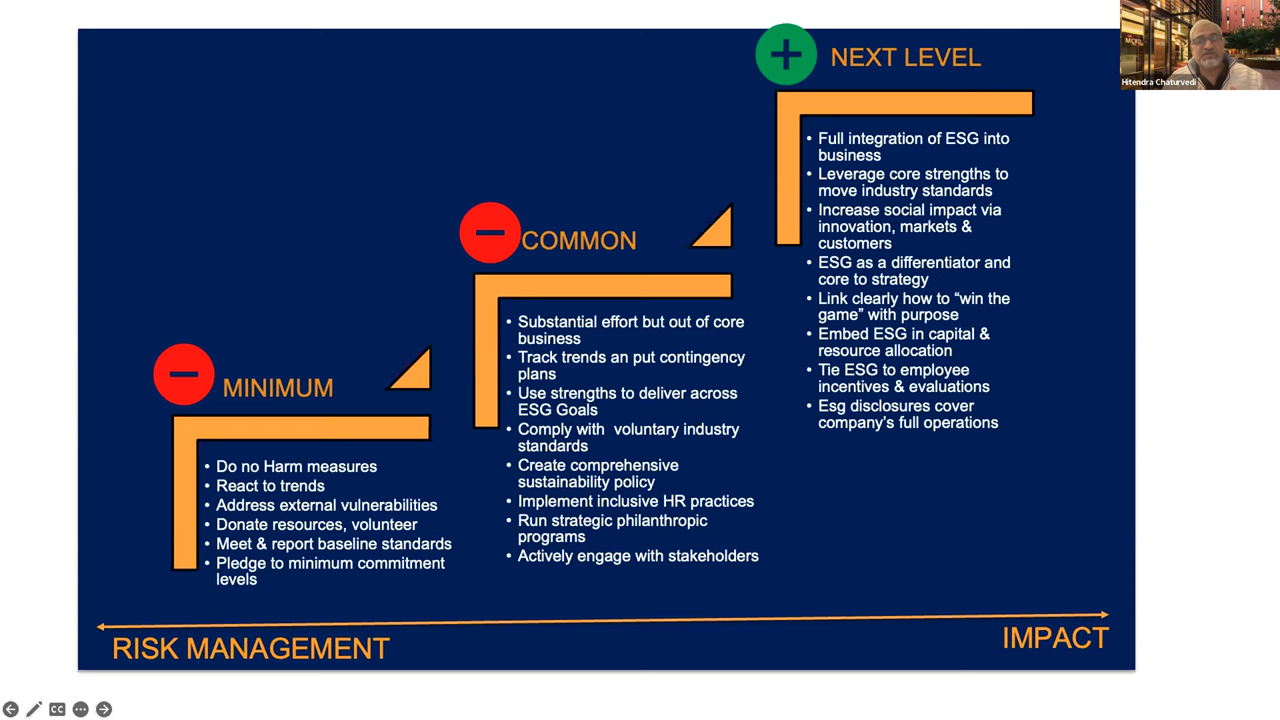 NEXT LEVEL
Hitendra Chaturvedi
• Full integration of ESG into
business
• Leverage core strengths to
move industry standards
• Increase social impact via
innovation, markets &
customers
• ESG as a differentiator and
core to strategy
• Link clearly how to “win the
game” with purpose
• Embed ESG in capital &
resource allocation
• Tie ESG to employee
incentives & evaluations
• Esg disclosures cover
company’s full operations
COMMON
• Substantial effort but out of core
business
• Track trends an put contingency
plans
• Use strengths to deliver across
ESG Goals
• Comply with voluntary industry
standards
• Create comprehensive
sustainability policy
• Implement inclusive HR practices
• Run strategic philanthropic
programs
• Actively engage with stakeholders
MINIMUM
• Do no Harm measures
• React to trends
• Address external vulnerabilities
• Donate resources, volunteer
• Meet & report baseline standards
• Pledge to minimum commitment
levels
RISK MANAGEMENT
IMPACT
CC